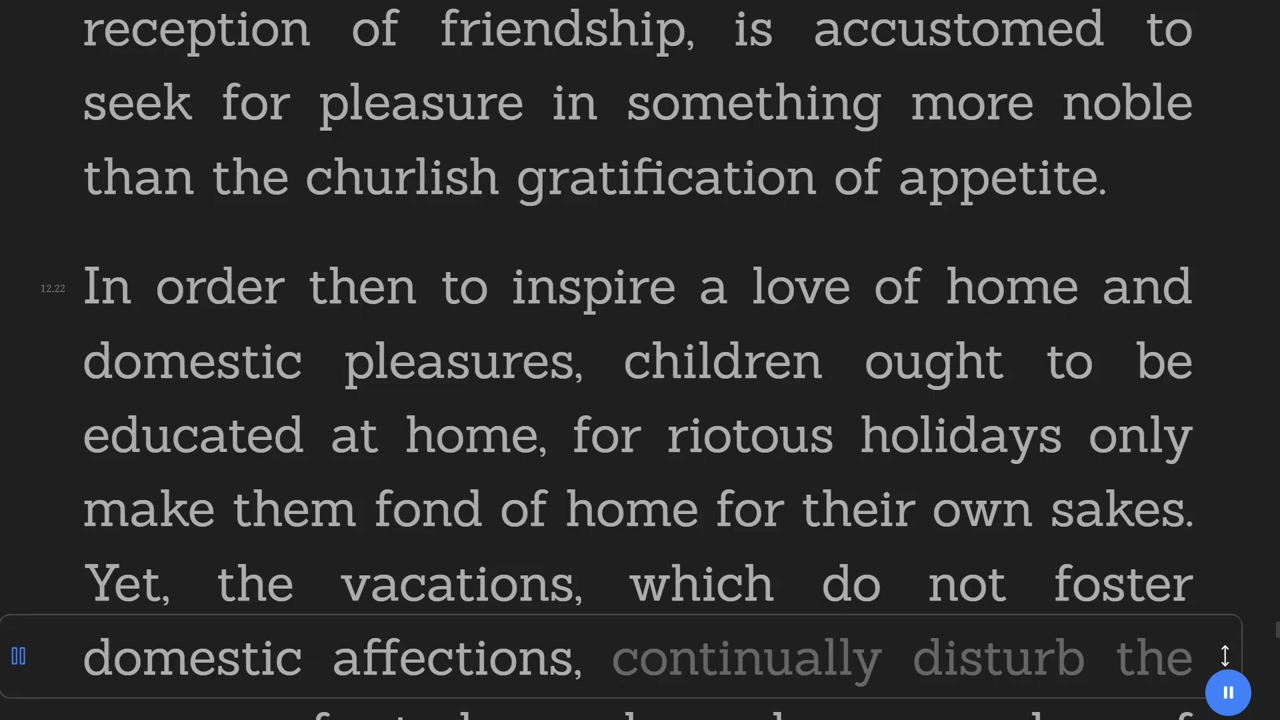 reception of friendship, is accustomed to
seek for pleasure in something more noble
than the churlish gratification of appetite.
12.22 In order then to inspire a love of home and
domestic pleasures, children ought to be
educated at home, for riotous holidays only
make them fond of home for their own sakes.
Yet, the vacations, which do not foster
domestic affections, continually disturb the